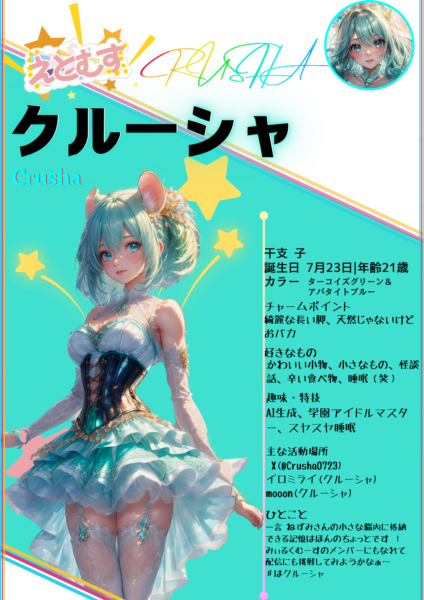 えとむす
CRUSHA
クルーシャ
Crusha
干支 子
誕生日 7月23日|年齢21歳
カラー ターコイズグリーン＆
アパタイトブルー
チャームポイント
綺麗な長い脚、天然じゃないけど
おバカ
好きなもの
かわいい小物、小さなもの、怪談
話、辛い食べ物、睡眠（笑）
趣味・特技
AI生成、学園アイドルマスタ
ー、スヤスヤ睡眠
主な活動場所
X(@Crusha0723)
イロミライ(クルーシャ)
mooon(クルーシャ)
ひとこと
一言 ねずみさんの小さな脳内に格納
できる記憶はほんのちょっとです ！
みぃるくむーすのメンバーにもなれて
配信にも挑戦してみようかなぁ～
#はクルーシャ